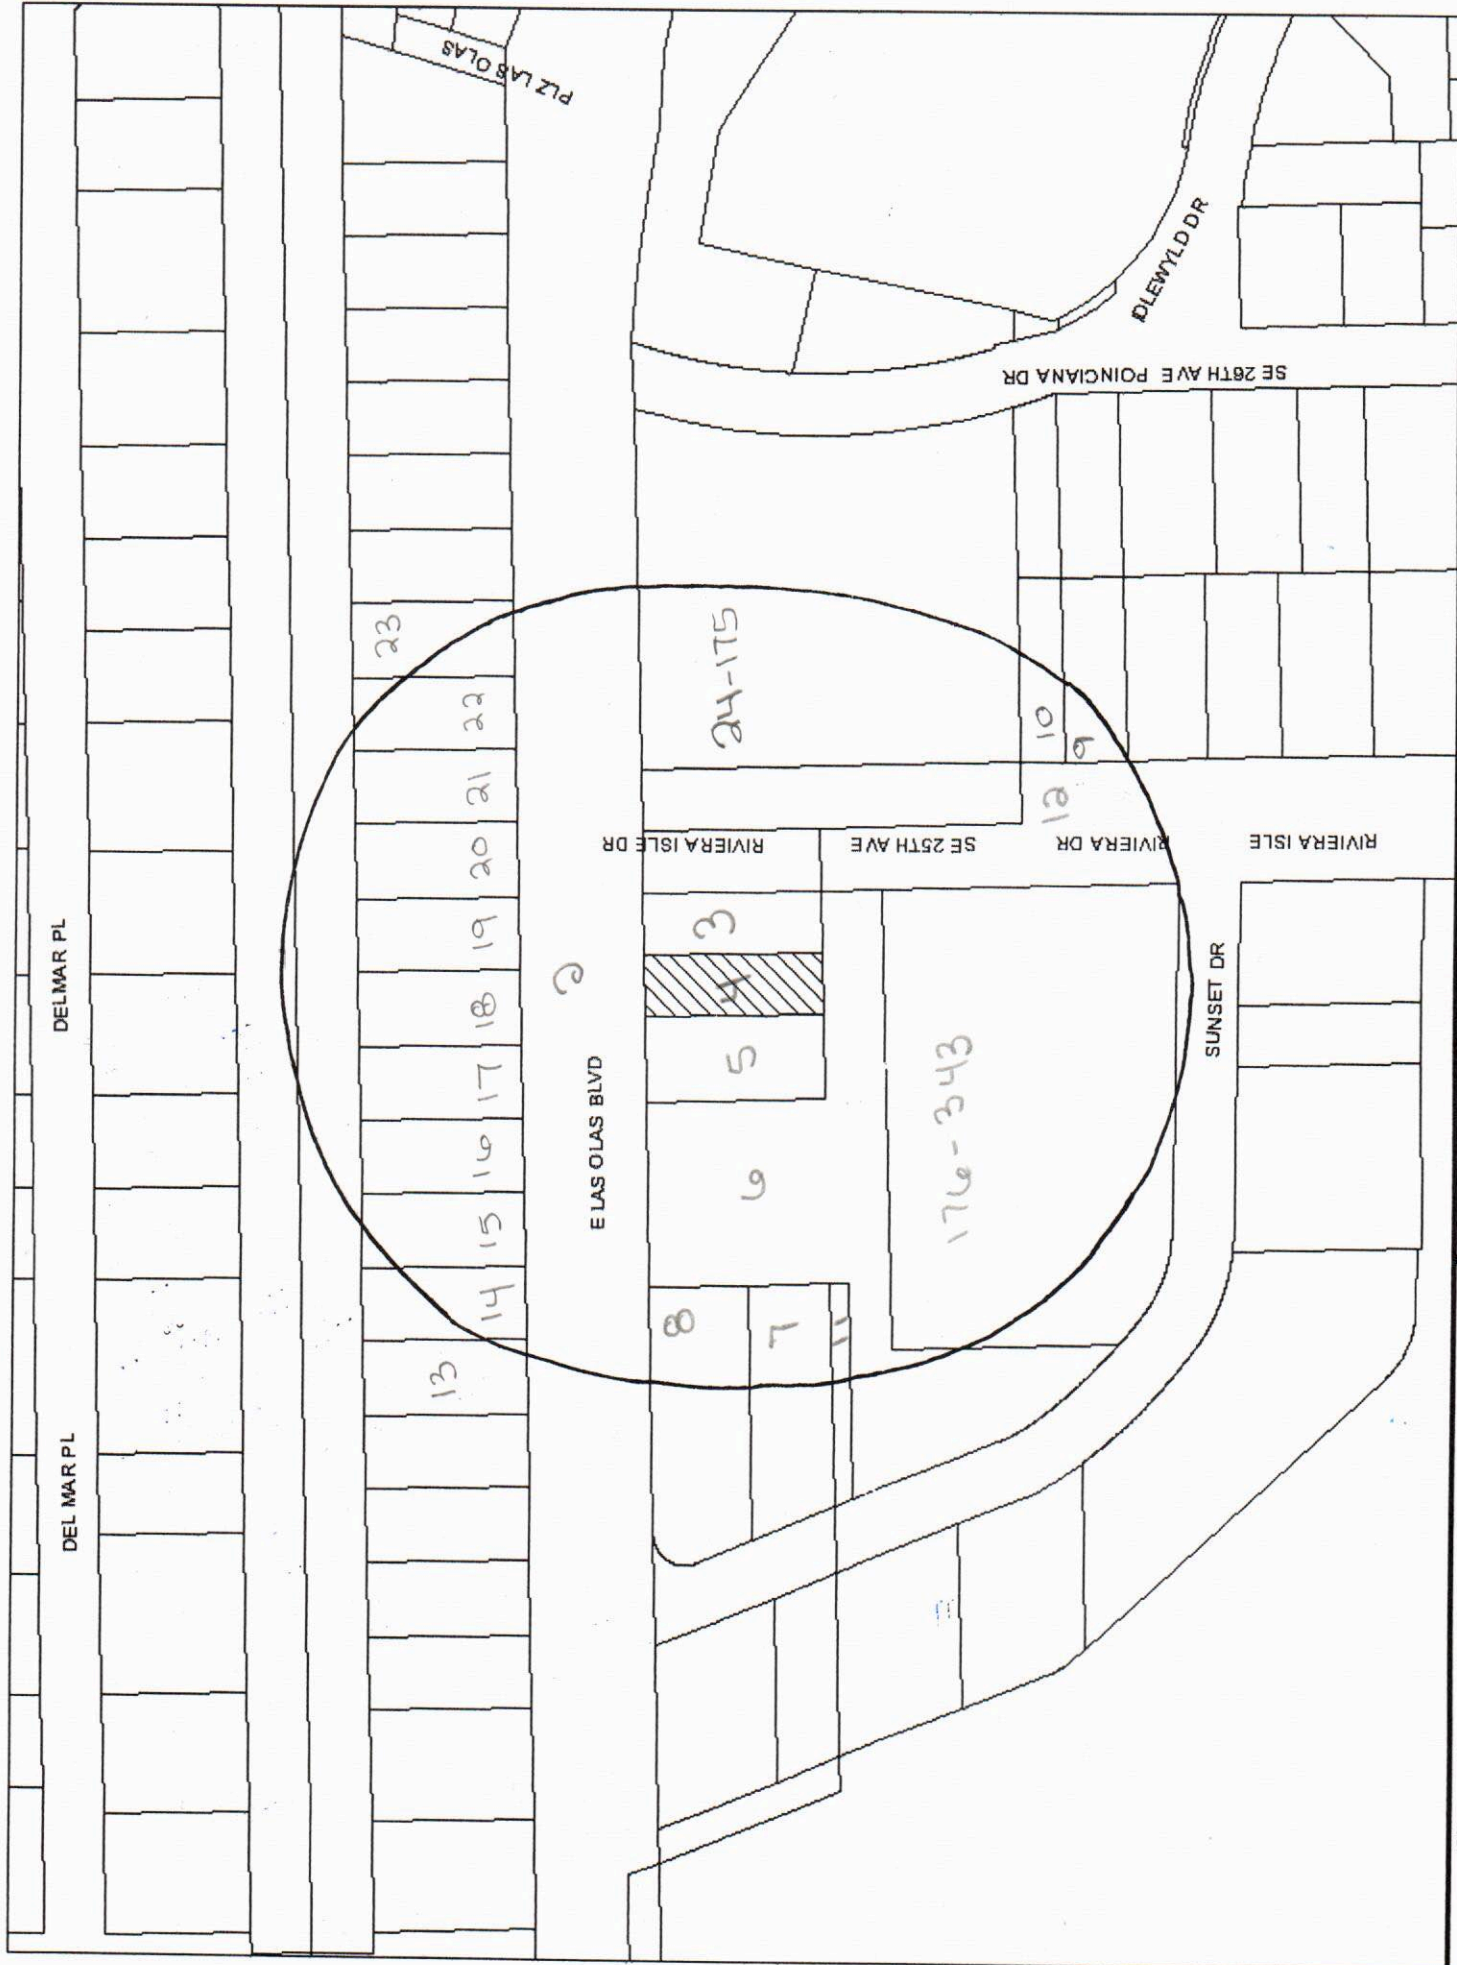 PLZ LAS OLAS
IDLEWYLD DR
SE 26TH AVE POINCIANA DR
23
22
21
20
19
18
17
16
15
14
13
2
24-175
10
9
12
RIVIERA ISLE DR
SE 25TH AVE
RIVIERA DR
RIVIERA ISLE
3
4
5
6
7
8
11
176-343
DELMAR PL
DEL MAR PL
E LAS OLAS BLVD
SUNSET DR